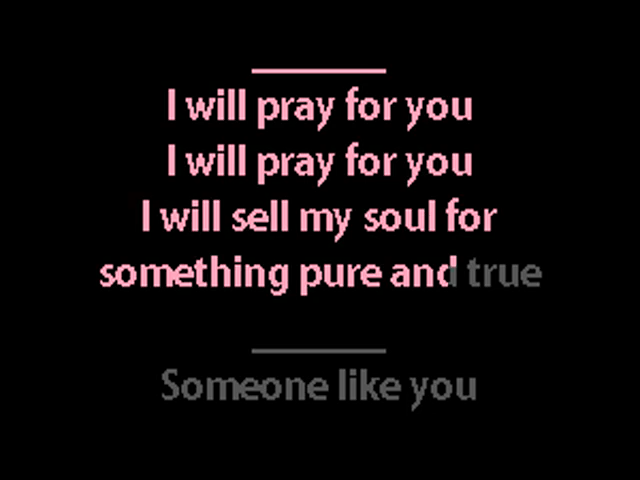 I will pray for you
I will pray for you
I will sell my soul for
something pure and true
Someone like you